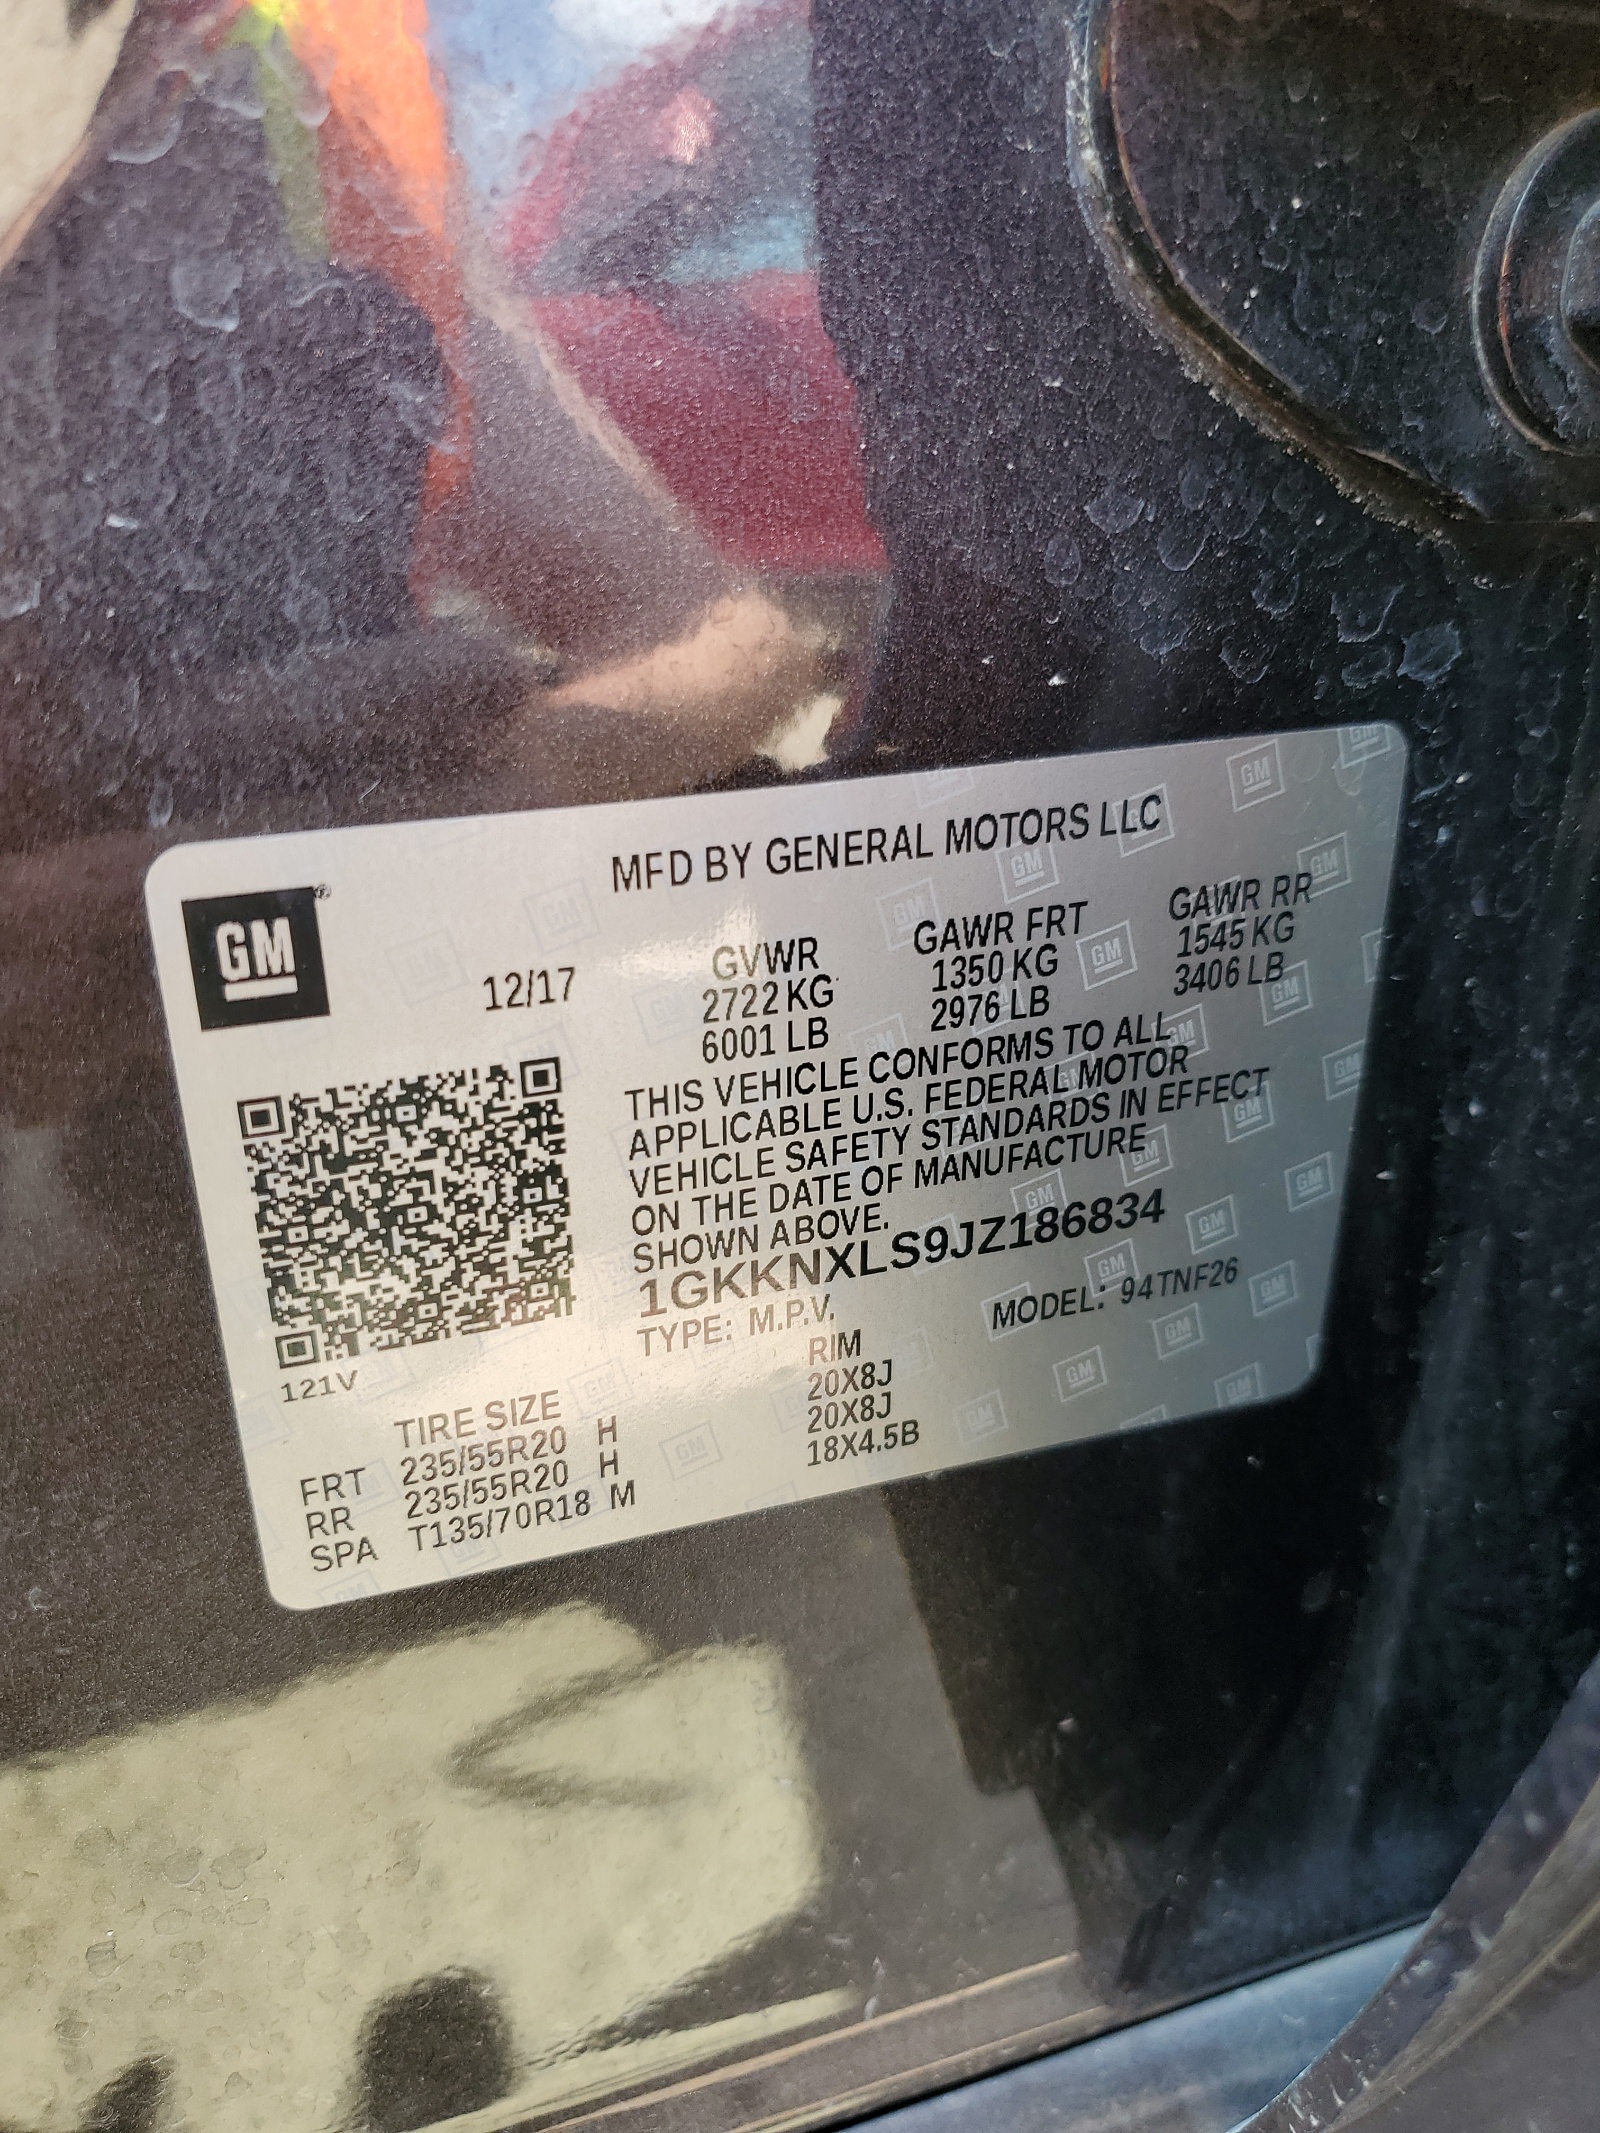 MFD BY GENERAL MOTORS LLC
GM
12/17
GVWR GAWR FRT GAWR RR
2722 KG 1350 KG 1545 KG
6001 LB 2976 LB 3406 LB
THIS VEHICLE CONFORMS TO ALL
APPLICABLE U.S. FEDERAL MOTOR
VEHICLE SAFETY STANDARDS IN EFFECT
ON THE DATE OF MANUFACTURE
SHOWN ABOVE.
1GKKNXLS9JZ186834
TYPE: M.P.V. MODEL: 94TNF26
121V
TIRE SIZE RIM
FRT 235/55R20 H 20X8J
RR 235/55R20 H 20X8J
SPA T135/70R18 M 18X4.5B